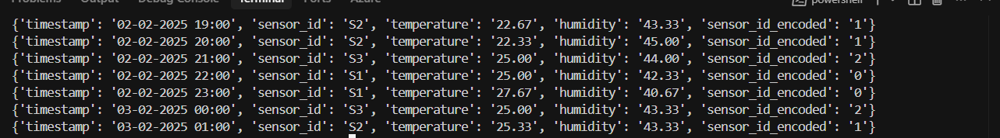 Problems Output Debug Console Terminal Ports Azure powershell
{'timestamp': '02-02-2025 19:00', 'sensor_id': 'S2', 'temperature': '22.67', 'humidity': '43.33', 'sensor_id_encoded': '1'}
{'timestamp': '02-02-2025 20:00', 'sensor_id': 'S2', 'temperature': '22.33', 'humidity': '45.00', 'sensor_id_encoded': '1'}
{'timestamp': '02-02-2025 21:00', 'sensor_id': 'S3', 'temperature': '25.00', 'humidity': '44.00', 'sensor_id_encoded': '2'}
{'timestamp': '02-02-2025 22:00', 'sensor_id': 'S1', 'temperature': '25.00', 'humidity': '42.33', 'sensor_id_encoded': '0'}
{'timestamp': '02-02-2025 23:00', 'sensor_id': 'S1', 'temperature': '27.67', 'humidity': '40.67', 'sensor_id_encoded': '0'}
{'timestamp': '03-02-2025 00:00', 'sensor_id': 'S3', 'temperature': '25.00', 'humidity': '43.33', 'sensor_id_encoded': '2'}
{'timestamp': '03-02-2025 01:00', 'sensor_id': 'S2', 'temperature': '25.33', 'humidity': '43.33', 'sensor_id_encoded': '1'}